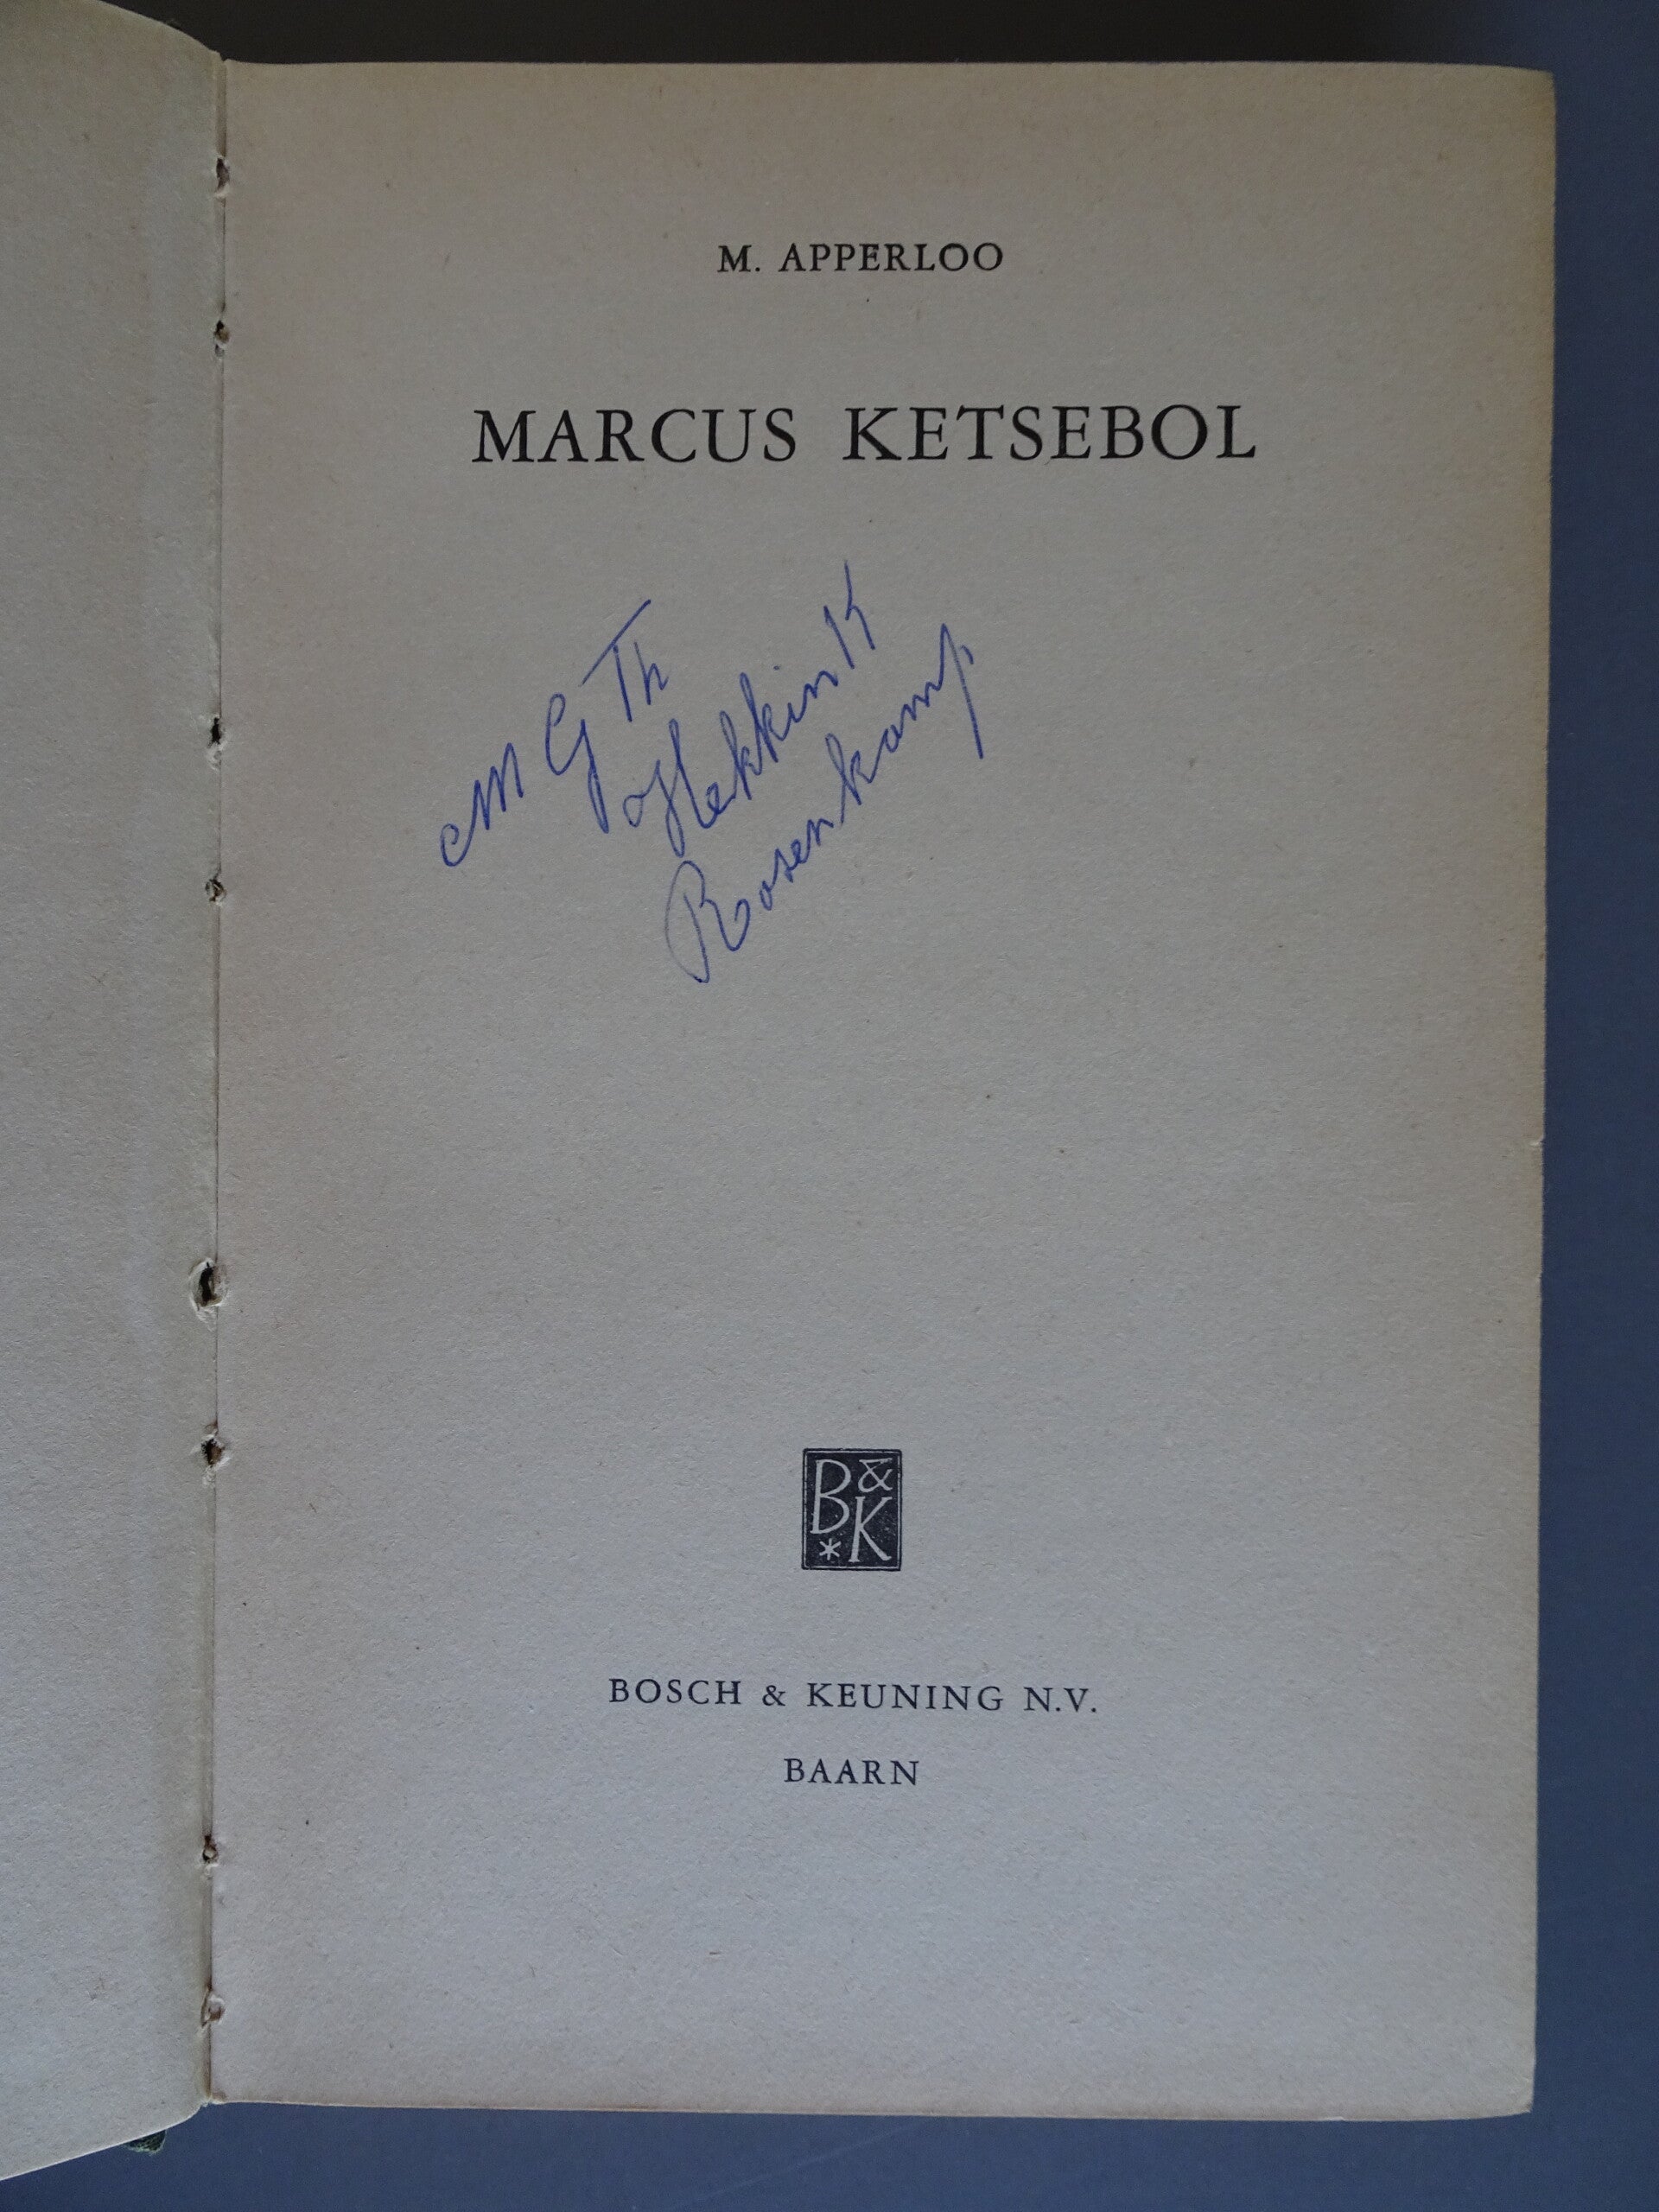 M. APPERLOO
MARCUS KETSEBOL
M G Th
Hekkink
Rosenkamp
B&K
BOSCH & KEUNING N.V.
BAARN